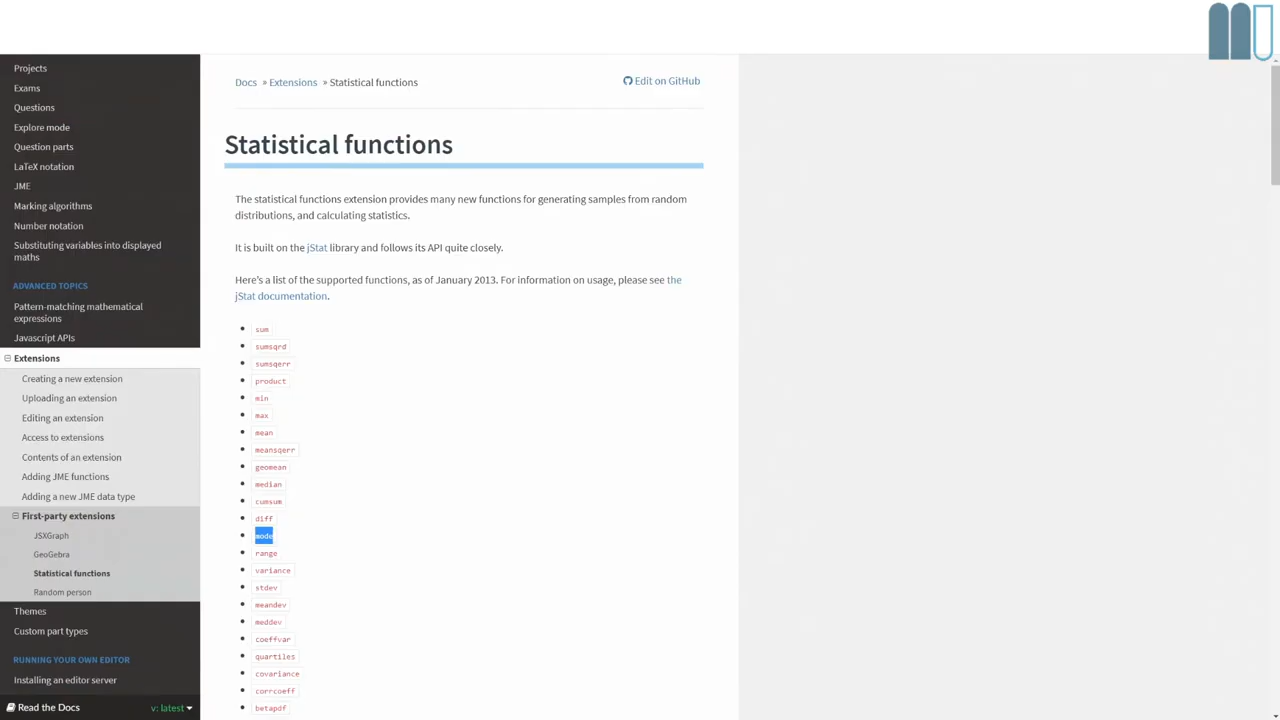 Projects
Exams
Questions
Explore mode
Question parts
LaTeX notation
JME
Marking algorithms
Number notation
Substituting variables into displayed
maths
ADVANCED TOPICS
Pattern-matching mathematical
expressions
Javascript APIs
Extensions
Creating a new extension
Uploading an extension
Editing an extension
Access to extensions
Contents of an extension
Adding JME functions
Adding a new JME data type
First-party extensions
JSXGraph
GeoGebra
Statistical functions
Random person
Themes
Custom part types
RUNNING YOUR OWN EDITOR
Installing an editor server
Read the Docs v: latest
Docs » Extensions » Statistical functions
Edit on GitHub
Statistical functions
The statistical functions extension provides many new functions for generating samples from random
distributions, and calculating statistics.
It is built on the jStat library and follows its API quite closely.
Here's a list of the supported functions, as of January 2013. For information on usage, please see the
jStat documentation.
sum
sumsqrd
sumsqerr
product
min
max
mean
meansqerr
geomean
median
cumsum
diff
mode
range
variance
stdev
meandev
meddev
coeffvar
quartiles
covariance
corrcoeff
betapdf